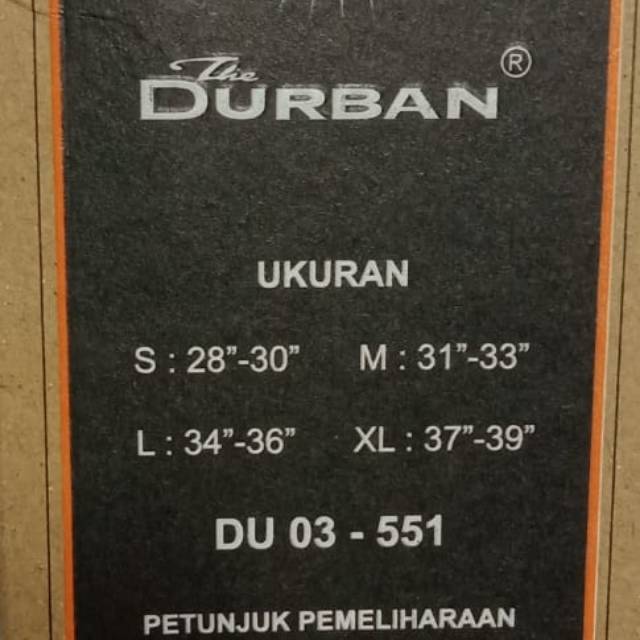 The
DURBAN ®
UKURAN
S : 28”-30” M : 31”-33”
L : 34”-36” XL : 37”-39”
DU 03 - 551
PETUNJUK PEMELIHARAAN